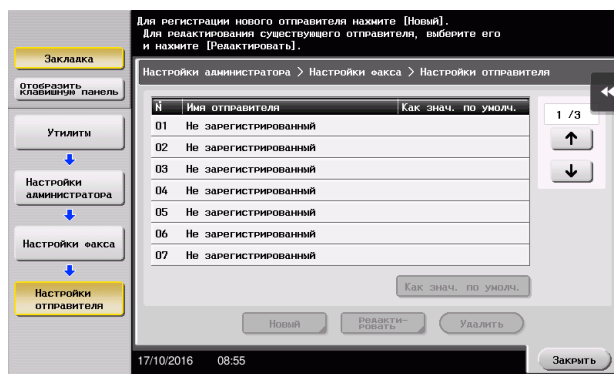 Для регистрации нового отправителя нажмите [Новый].
Для редактирования существующего отправителя, выберите его
и нажмите [Редактировать].
Закладка
Отобразить
клавишную панель
Утилиты
Настройки
администратора
Настройки факса
Настройки
отправителя
Настройки администратора > Настройки факса > Настройки отправителя
№ Имя отправителя Как знач. по умолч.
01 Не зарегистрированный
02 Не зарегистрированный
03 Не зарегистрированный
04 Не зарегистрированный
05 Не зарегистрированный
06 Не зарегистрированный
07 Не зарегистрированный
1 /3
Как знач. по умолч.
Новый
Редакти-
ровать
Удалить
17/10/2016 08:55
Закрыть